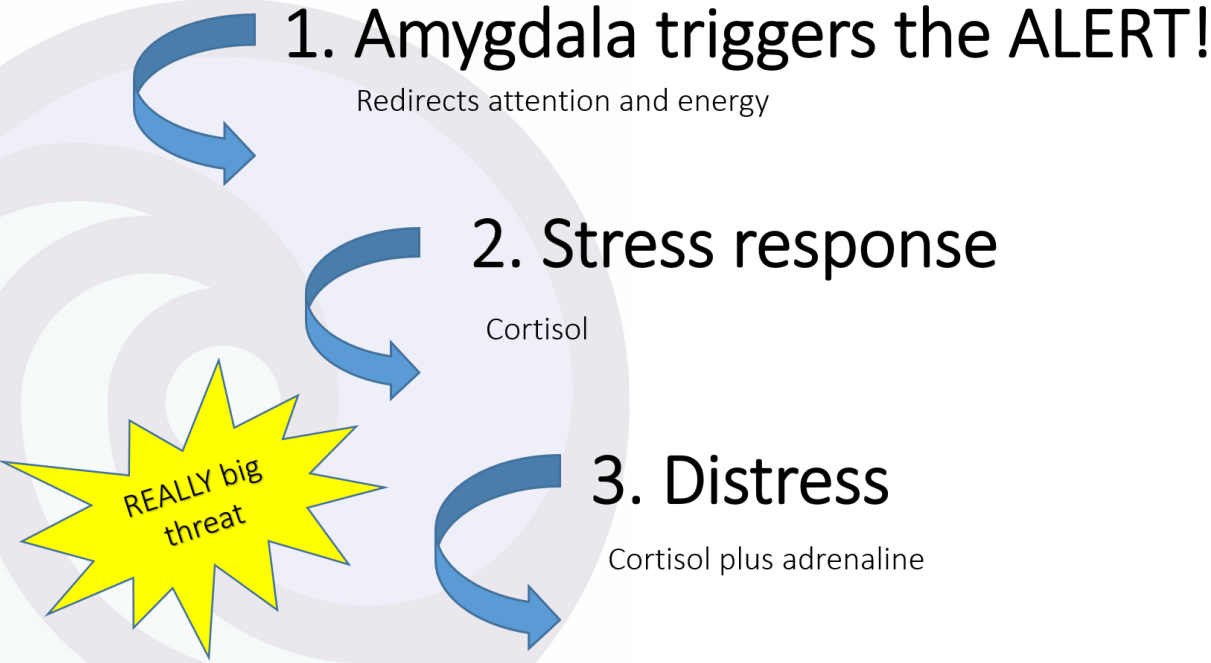 1. Amygdala triggers the ALERT!
Redirects attention and energy
2. Stress response
Cortisol
REALLY big
threat
3. Distress
Cortisol plus adrenaline